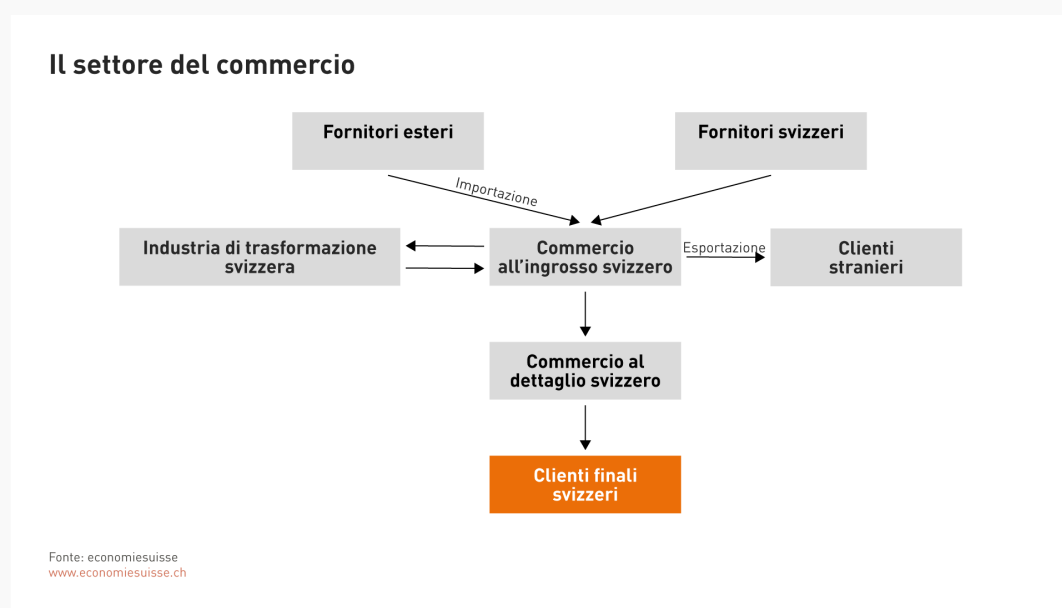 Il settore del commercio
Fornitori esteri
Fornitori svizzeri
Importazione
Industria di trasformazione
svizzera
Commercio
all’ingrosso svizzero
Esportazione
Clienti
stranieri
Commercio al
dettaglio svizzero
Clienti finali
svizzeri
Fonte: economiesuisse
www.economiesuisse.ch